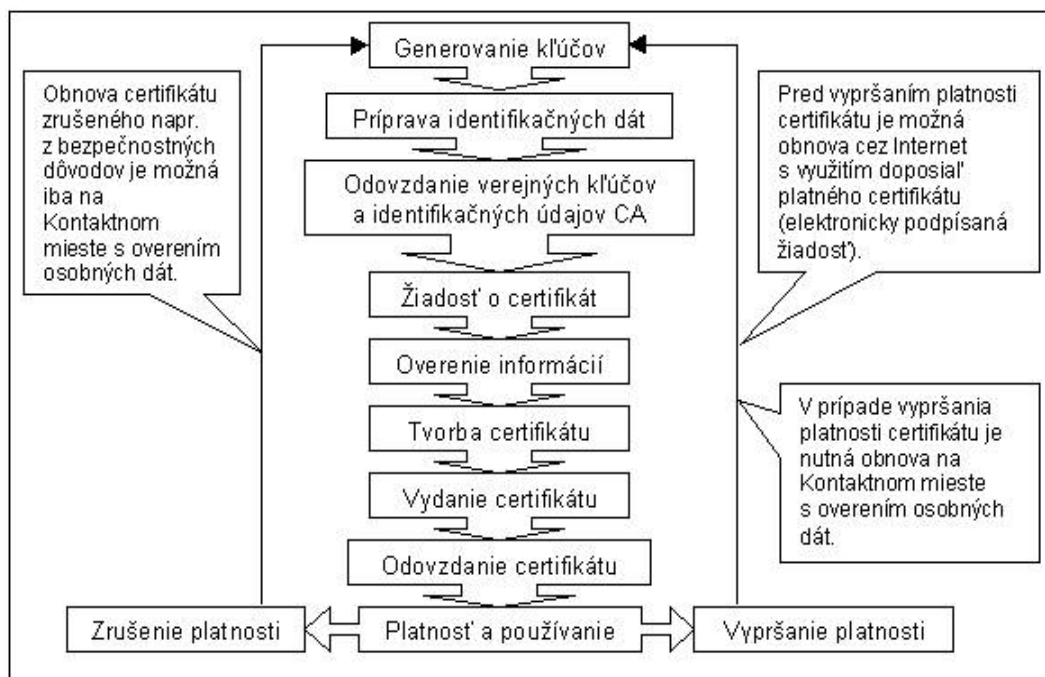 Generovanie kľúčov
Obnova certifikátu
zrušeného napr.
z bezpečnostných
dôvodov je možná
iba na
Kontaktnom
mieste s overením
osobných dát.
Príprava identifikačných dát
Odovzdanie verejných kľúčov
a identifikačných údajov CA
Žiadosť o certifikát
Overenie informácií
Tvorba certifikátu
Vydanie certifikátu
Odovzdanie certifikátu
Pred vypršaním platnosti
certifikátu je možná
obnova cez Internet
s využitím doposiaľ
platného certifikátu
(elektronicky podpísaná
žiadosť).
V prípade vypršania
platnosti certifikátu je
nutná obnova na
Kontaktnom mieste
s overením osobných
dát.
Zrušenie platnosti
Platnosť a používanie
Vypršanie platnosti